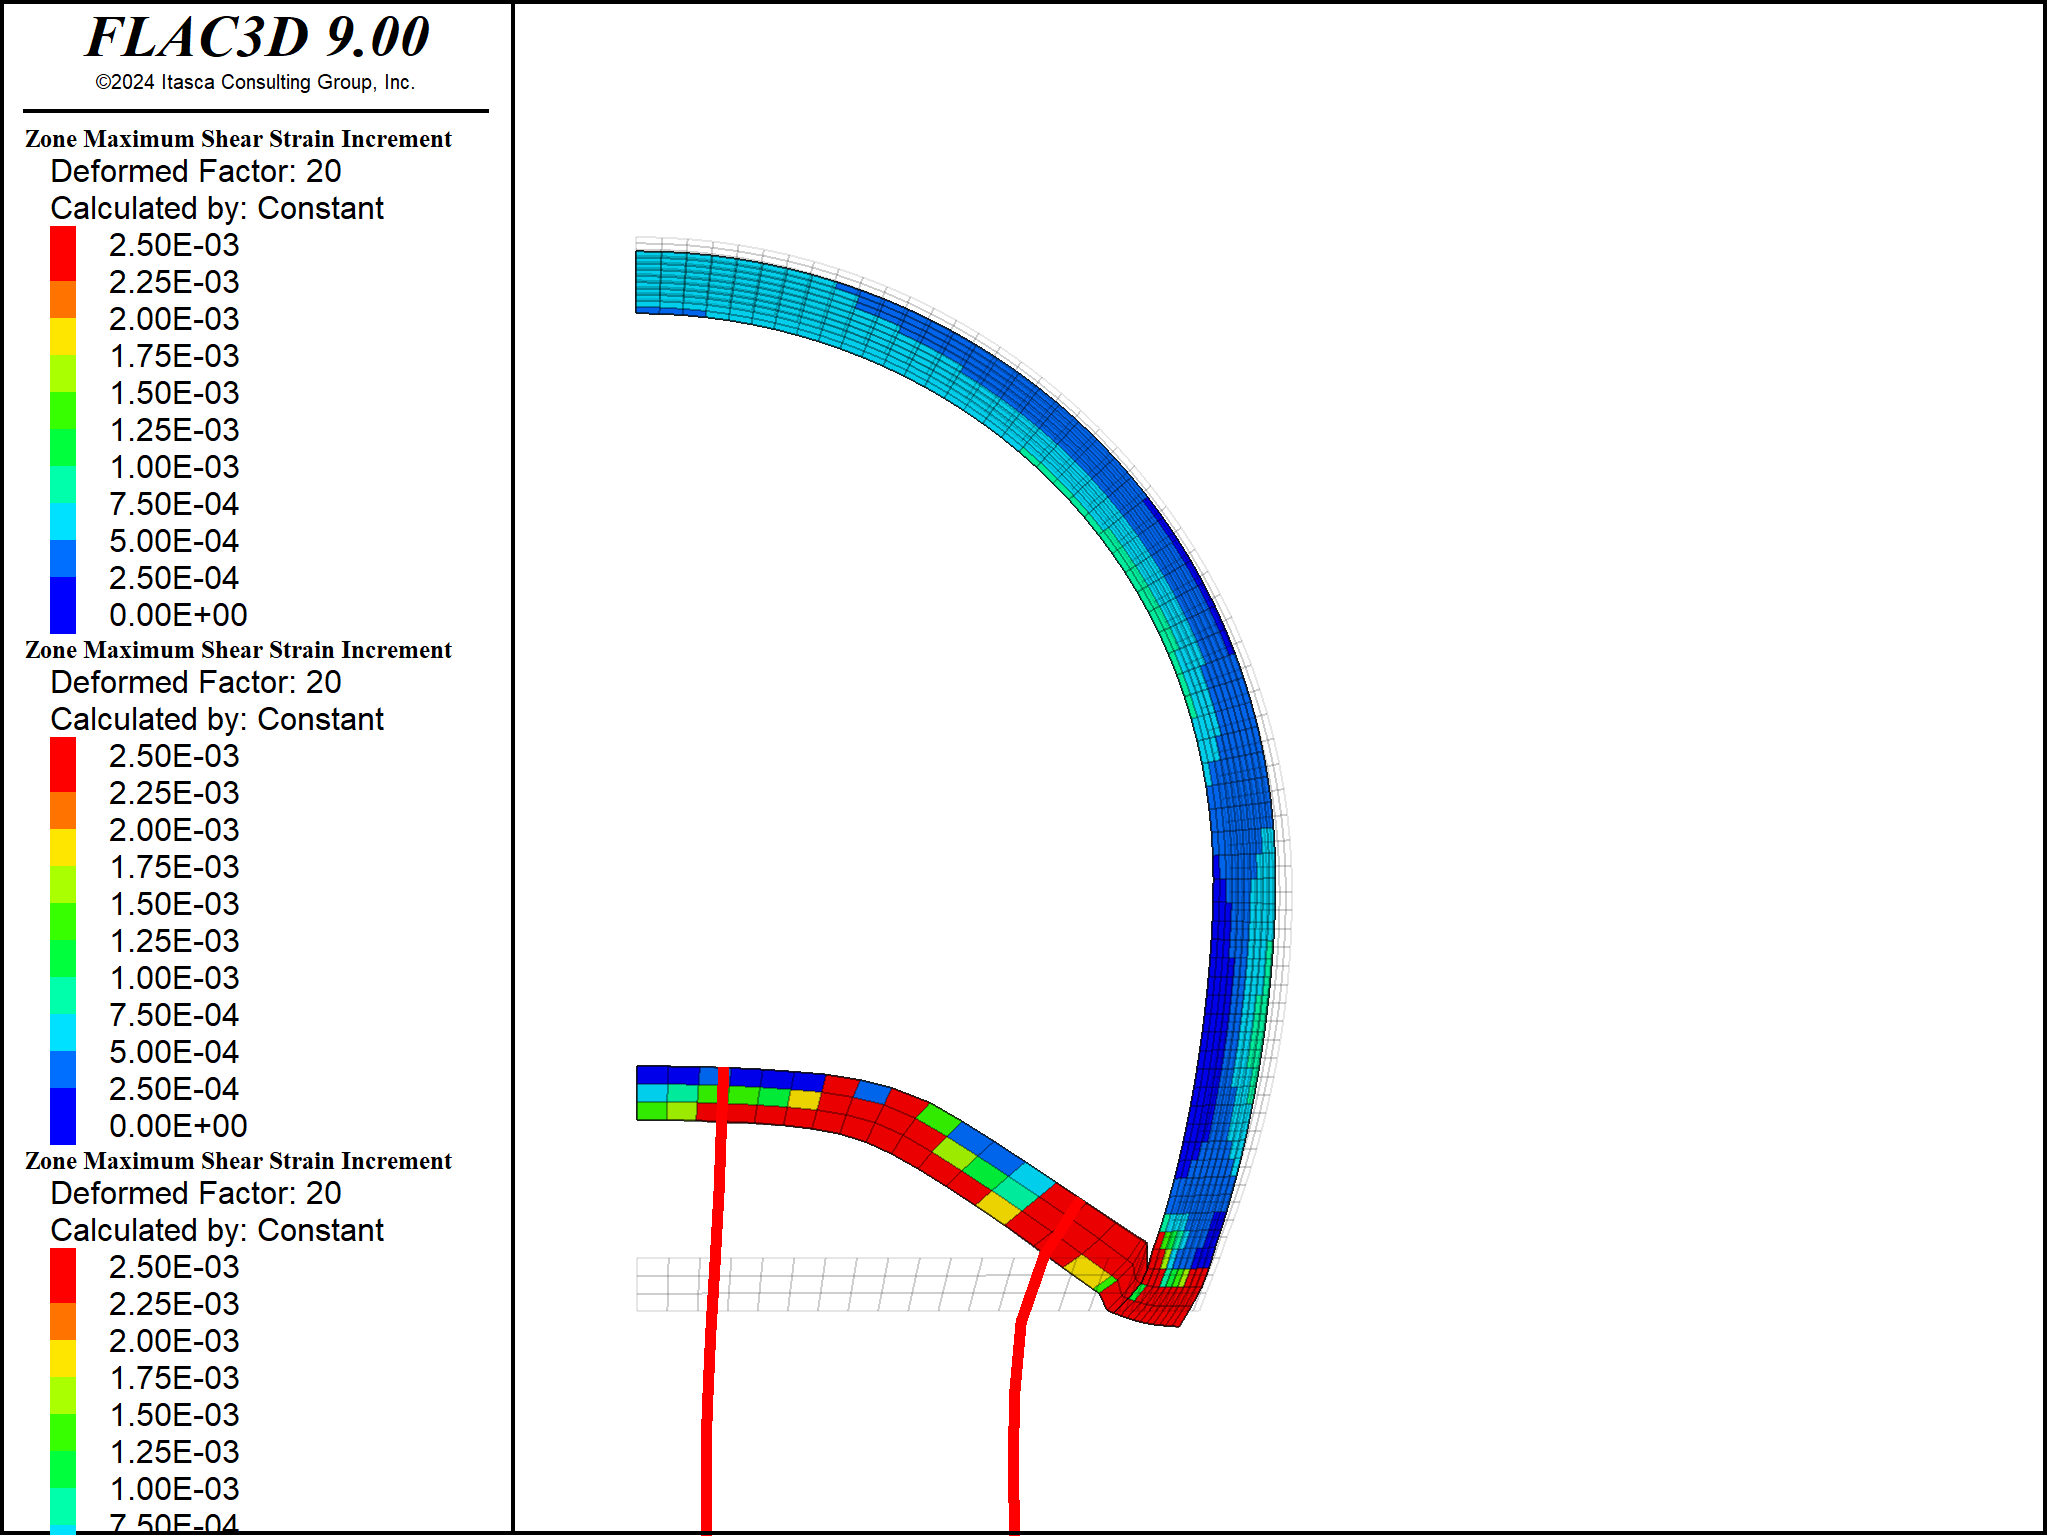 FLAC3D 9.00
©2024 Itasca Consulting Group, Inc.
Zone Maximum Shear Strain Increment
Deformed Factor: 20
Calculated by: Constant
2.50E-03
2.25E-03
2.00E-03
1.75E-03
1.50E-03
1.25E-03
1.00E-03
7.50E-04
5.00E-04
2.50E-04
0.00E+00
Zone Maximum Shear Strain Increment
Deformed Factor: 20
Calculated by: Constant
2.50E-03
2.25E-03
2.00E-03
1.75E-03
1.50E-03
1.25E-03
1.00E-03
7.50E-04
5.00E-04
2.50E-04
0.00E+00
Zone Maximum Shear Strain Increment
Deformed Factor: 20
Calculated by: Constant
2.50E-03
2.25E-03
2.00E-03
1.75E-03
1.50E-03
1.25E-03
1.00E-03
7.50E-04